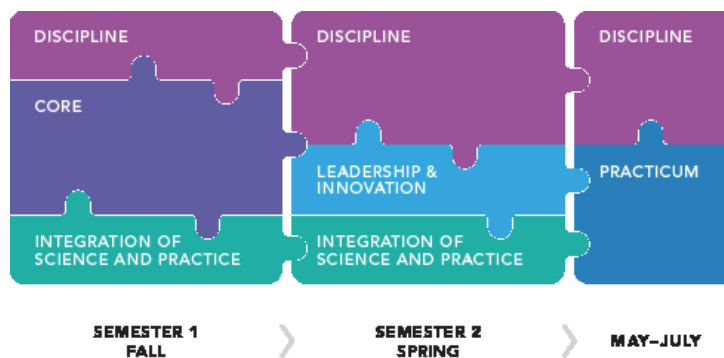 DISCIPLINE
CORE
INTEGRATION OF
SCIENCE AND PRACTICE
DISCIPLINE
LEADERSHIP &
INNOVATION
INTEGRATION OF
SCIENCE AND PRACTICE
DISCIPLINE
PRACTICUM
SEMESTER 1
FALL
SEMESTER 2
SPRING
MAY–JULY